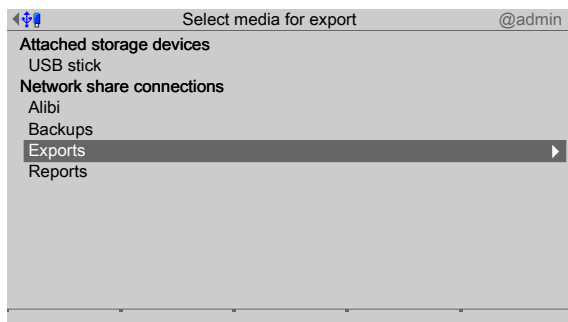 Select media for export @admin
Attached storage devices
USB stick
Network share connections
Alibi
Backups
Exports
Reports